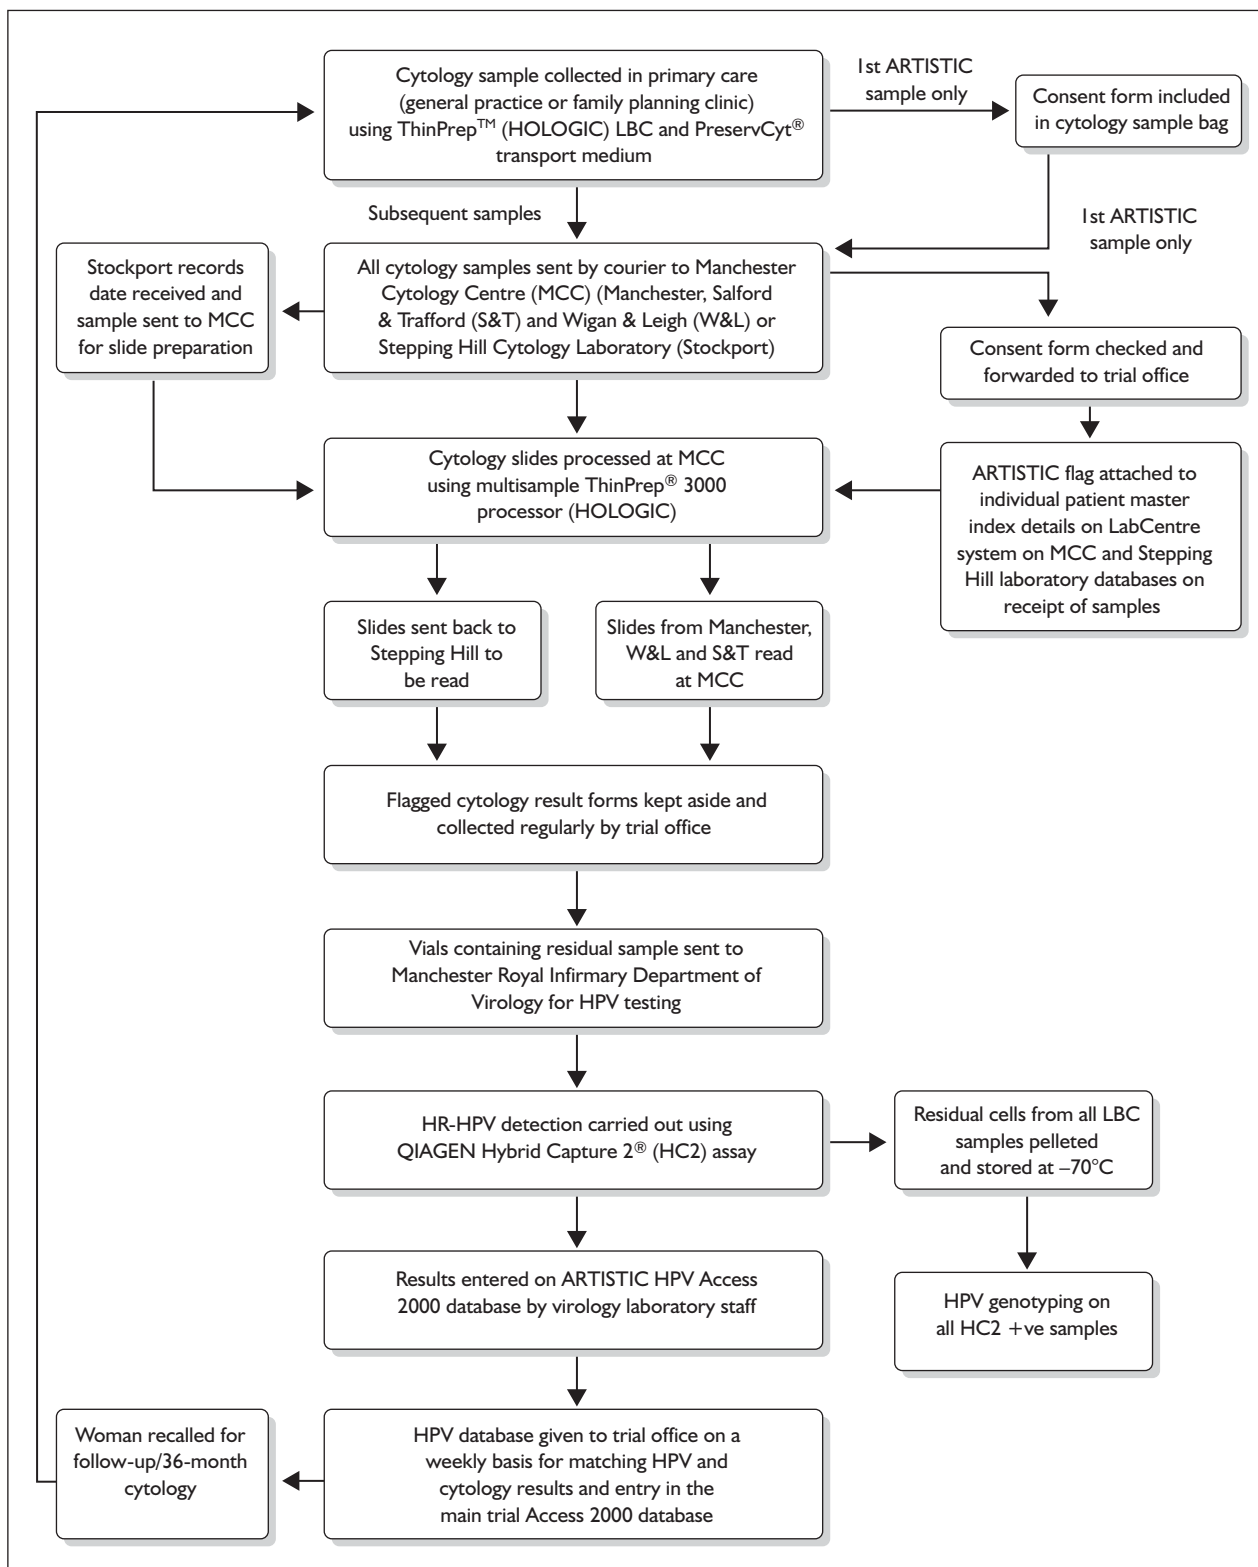 Cytology sample collected in primary care
(general practice or family planning clinic)
using ThinPrep™ (HOLOGIC) LBC and PreservCyt®
transport medium
1st ARTISTIC
sample only
Consent form included
in cytology sample bag
Subsequent samples
1st ARTISTIC
sample only
Stockport records
date received and
sample sent to MCC
for slide preparation
All cytology samples sent by courier to Manchester
Cytology Centre (MCC) (Manchester, Salford
& Trafford (S&T) and Wigan & Leigh (W&L) or
Stepping Hill Cytology Laboratory (Stockport)
Consent form checked and
forwarded to trial office
Cytology slides processed at MCC
using multisample ThinPrep® 3000
processor (HOLOGIC)
ARTISTIC flag attached to
individual patient master
index details on LabCentre
system on MCC and Stepping
Hill laboratory databases on
receipt of samples
Slides sent back to
Stepping Hill to
be read
Slides from Manchester,
W&L and S&T read
at MCC
Flagged cytology result forms kept aside and
collected regularly by trial office
Vials containing residual sample sent to
Manchester Royal Infirmary Department of
Virology for HPV testing
HR-HPV detection carried out using
QIAGEN Hybrid Capture 2® (HC2) assay
Residual cells from all LBC
samples pelleted
and stored at –70°C
Results entered on ARTISTIC HPV Access
2000 database by virology laboratory staff
HPV genotyping on
all HC2 +ve samples
Woman recalled for
follow-up/36-month
cytology
HPV database given to trial office on a
weekly basis for matching HPV and
cytology results and entry in the
main trial Access 2000 database